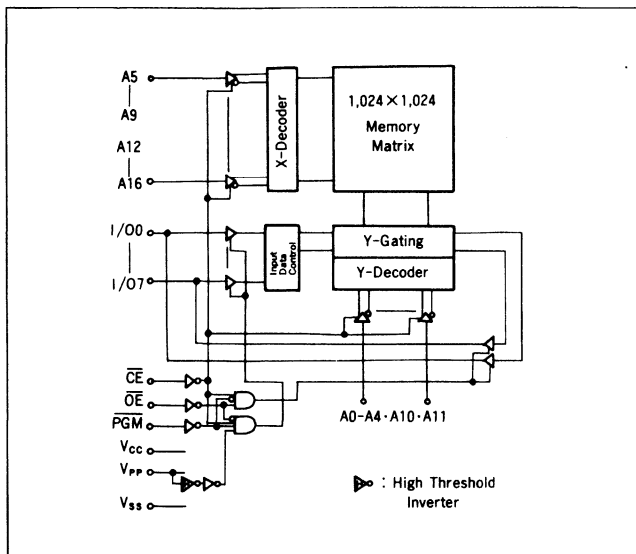 A5
A9
A12
A16
I/O0
I/O7
X-Decoder
1,024×1,024
Memory
Matrix
Input
Data
Control
Y-Gating
Y-Decoder
CE
OE
PGM
VCC
VPP
VSS
A0-A4·A10·A11
: High Threshold
Inverter